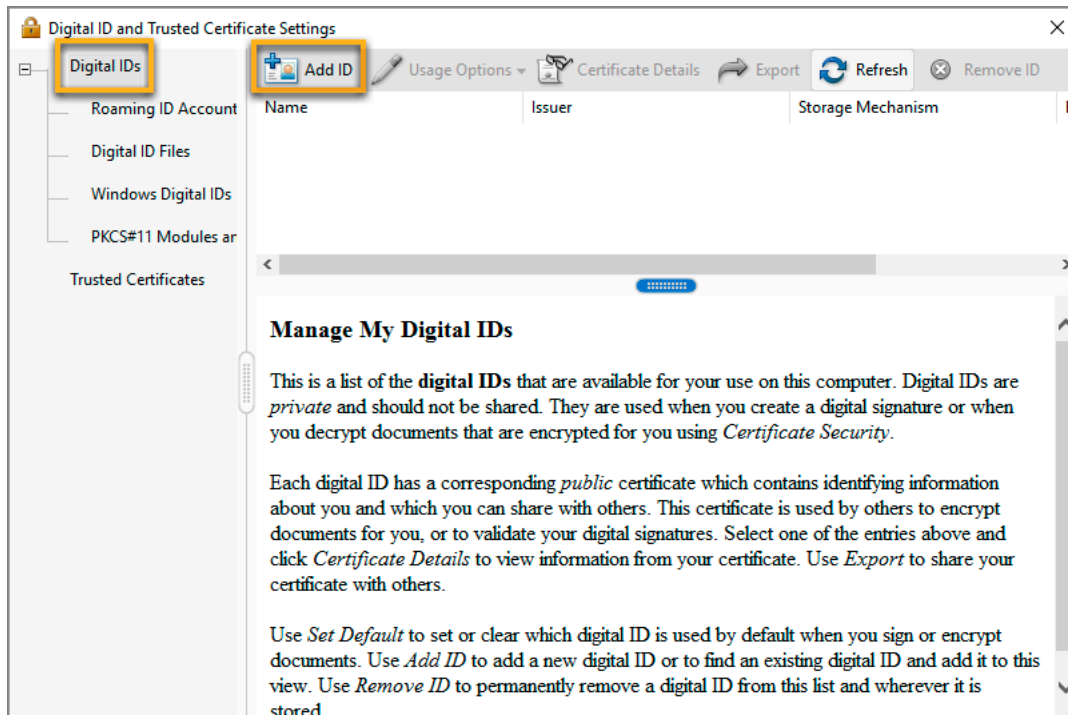 Digital ID and Trusted Certificate Settings
Digital IDs
Add ID
Usage Options
Certificate Details
Export
Refresh
Remove ID
Roaming ID Account
Name
Issuer
Storage Mechanism
Digital ID Files
Windows Digital IDs
PKCS#11 Modules ar
Trusted Certificates
Manage My Digital IDs
This is a list of the digital IDs that are available for your use on this computer. Digital IDs are
private and should not be shared. They are used when you create a digital signature or when
you decrypt documents that are encrypted for you using Certificate Security.
Each digital ID has a corresponding public certificate which contains identifying information
about you and which you can share with others. This certificate is used by others to encrypt
documents for you, or to validate your digital signatures. Select one of the entries above and
click Certificate Details to view information from your certificate. Use Export to share your
certificate with others.
Use Set Default to set or clear which digital ID is used by default when you sign or encrypt
documents. Use Add ID to add a new digital ID or to find an existing digital ID and add it to this
view. Use Remove ID to permanently remove a digital ID from this list and wherever it is
stored